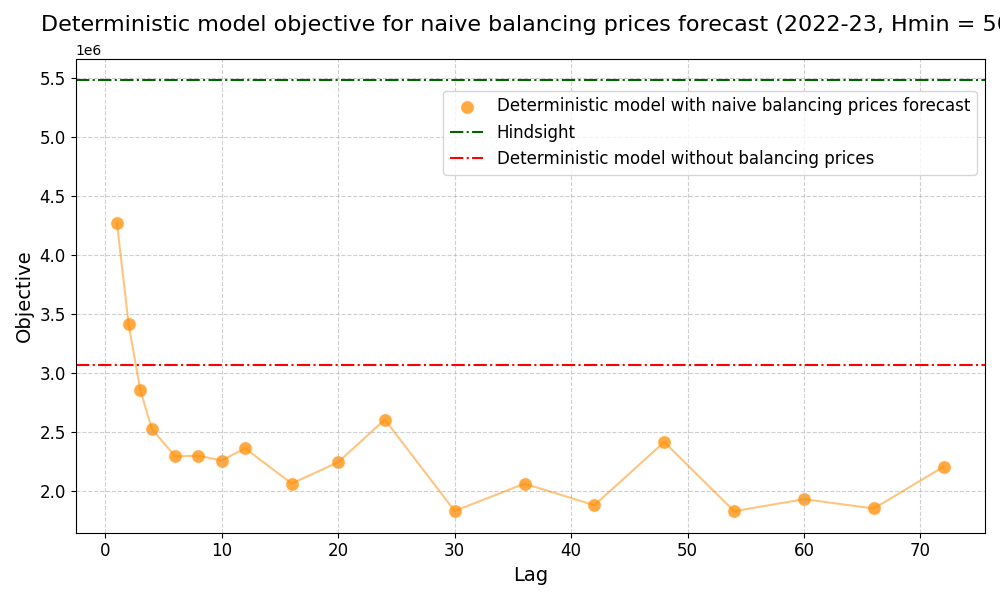 Deterministic model objective for naive balancing prices forecast (2022-23, Hmin = 50
1e6
5.5
5.0
4.5
4.0
3.5
3.0
2.5
2.0
Objective
Deterministic model with naive balancing prices forecast
Hindsight
Deterministic model without balancing prices
0 10 20 30 40 50 60 70
Lag